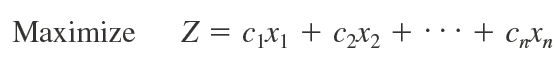 Maximize Z = c₁x₁ + c₂x₂ + · · · + cₙxₙ